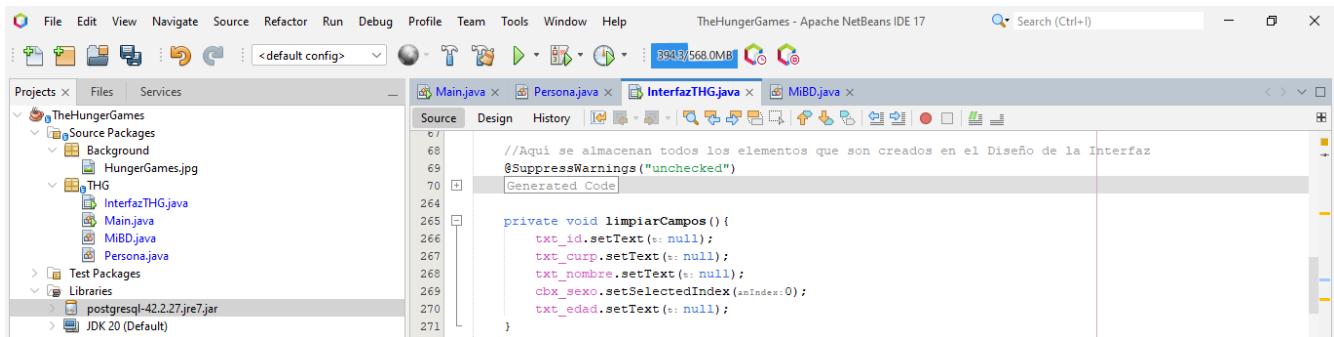 File Edit View Navigate Source Refactor Run Debug Profile Team Tools Window Help TheHungerGames - Apache NetBeans IDE 17 Search (Ctrl+I)
<default config> 394.3/568.0MB
Projects Files Services
TheHungerGames
Source Packages
Background
HungerGames.jpg
THG
InterfazTHG.java
Main.java
MiBD.java
Persona.java
Test Packages
Libraries
postgresql-42.2.27.jre7.jar
JDK 20 (Default)
Main.java Persona.java InterfazTHG.java MiBD.java
Source Design History
67
68 //Aquí se almacenan todos los elementos que son creados en el Diseño de la Interfaz
69 @SuppressWarnings("unchecked")
70 Generated Code
264
265 private void limpiarCampos(){
266 txt_id.setText(t: null);
267 txt_curp.setText(t: null);
268 txt_nombre.setText(t: null);
269 cbx_sexo.setSelectedIndex(anIndex: 0);
270 txt_edad.setText(t: null);
271 }